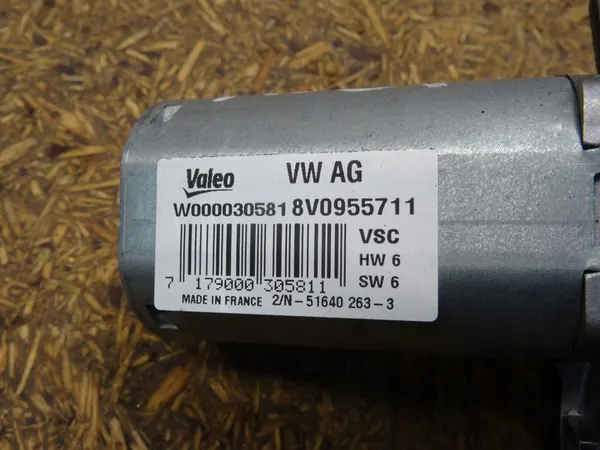 Valeo VW AG
W000030581 8V0955711
VSC
HW 6
SW 6
7 179000 305811
MADE IN FRANCE 2/N-51640 263-3